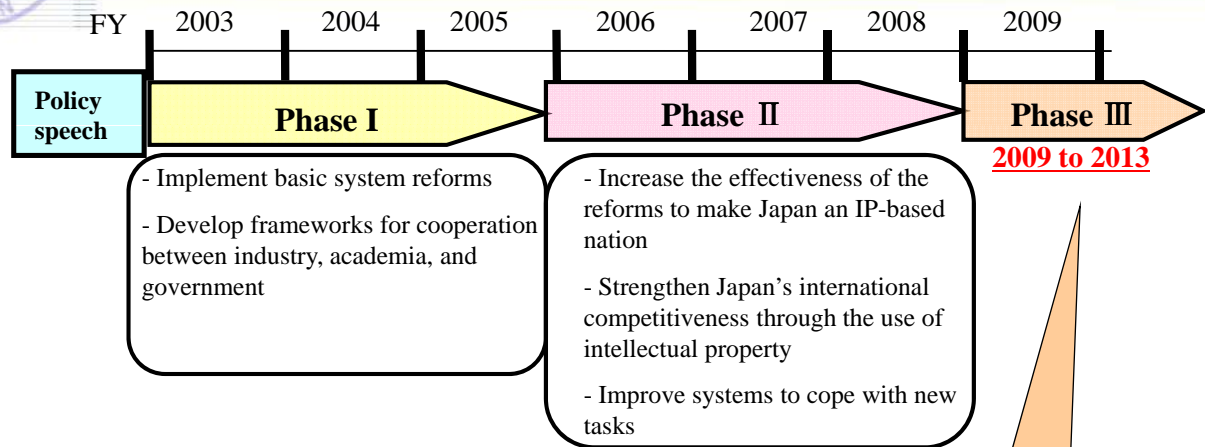 FY 2003 2004 2005 2006 2007 2008 2009
Policy
speech
Phase I
Phase Ⅱ
Phase Ⅲ
2009 to 2013
- Implement basic system reforms
- Develop frameworks for cooperation
between industry, academia, and
government
- Increase the effectiveness of the
reforms to make Japan an IP-based
nation
- Strengthen Japan’s international
competitiveness through the use of
intellectual property
- Improve systems to cope with new
tasks